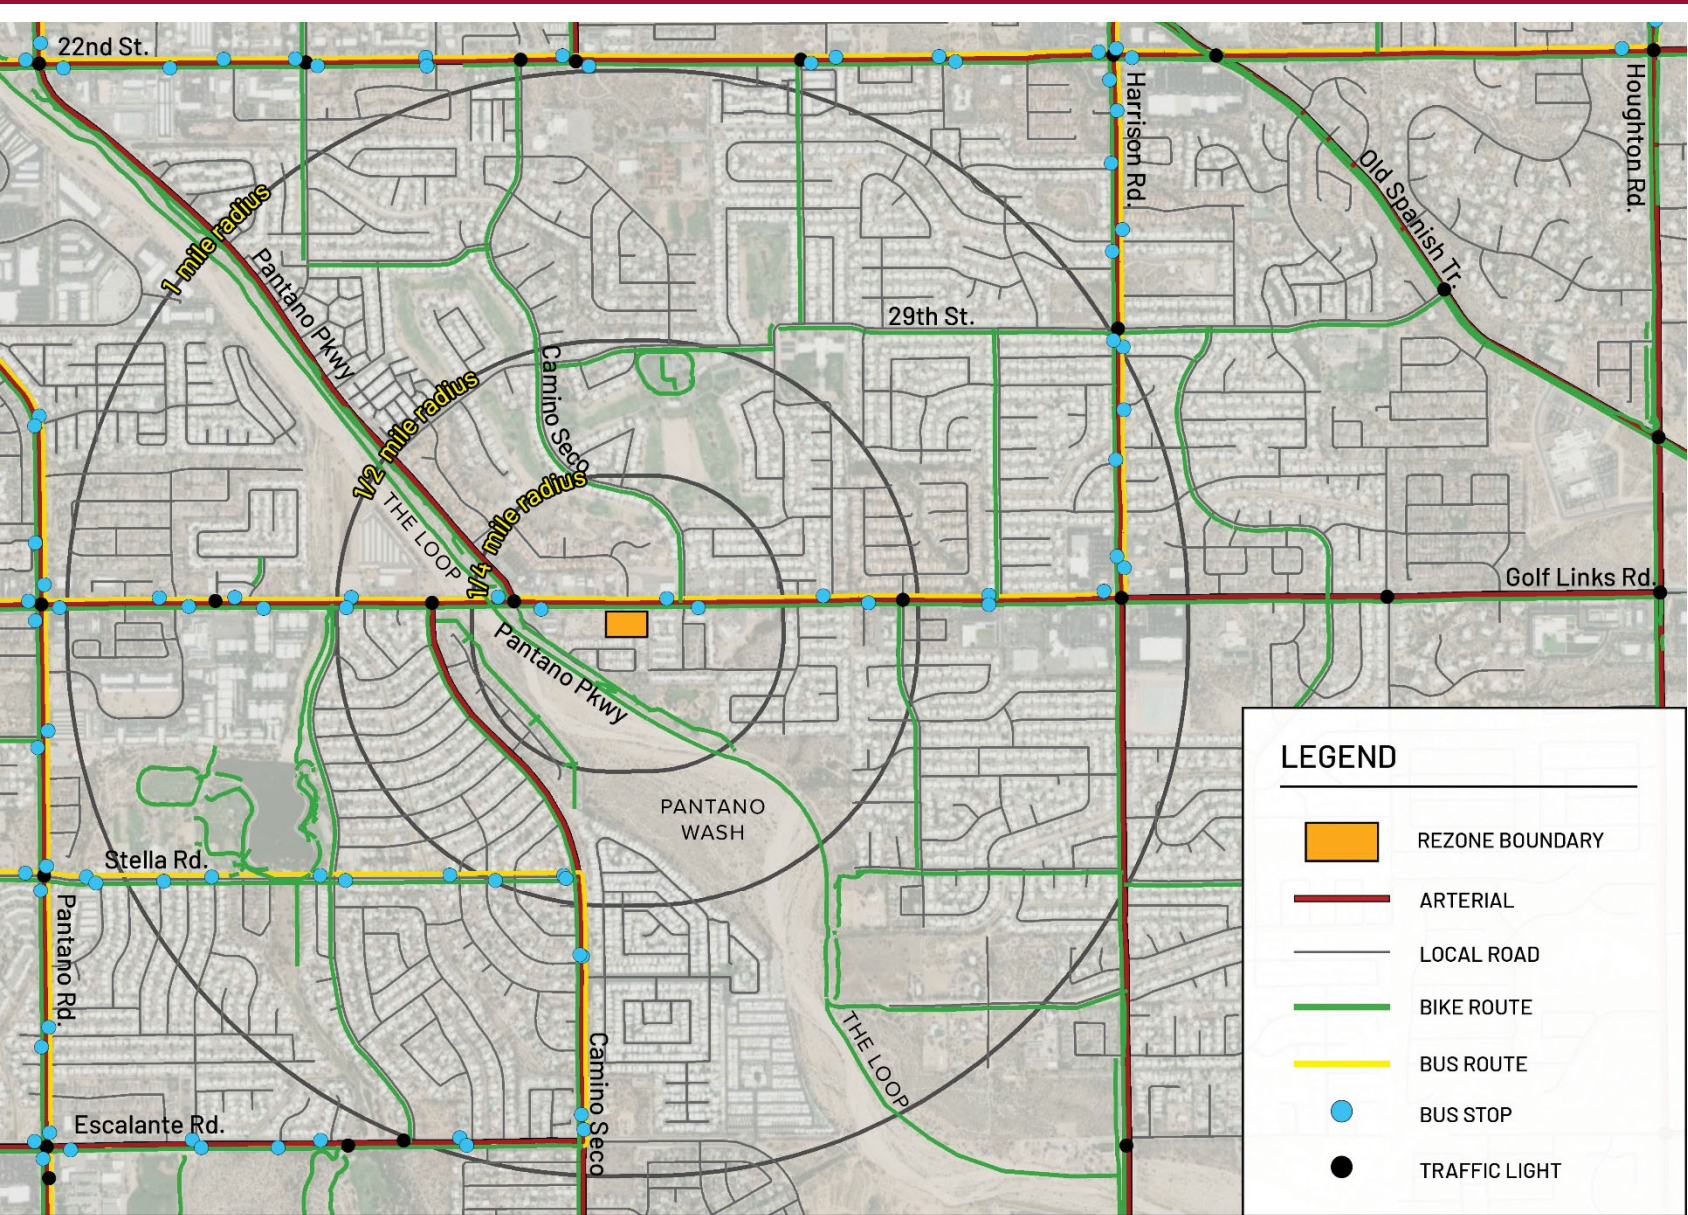 22nd St.
Harrison Rd.
Houghton Rd.
Old Spanish Tr.
1 mile radius
Pantano Pkwy
29th St.
Camino Seco
1/2 mile radius
1/4 mile radius
THE LOOP
Golf Links Rd.
Pantano Pkwy
PANTANO
WASH
Stella Rd.
Pantano Rd.
THE LOOP
Camino Seco
Escalante Rd.
LEGEND
REZONE BOUNDARY
ARTERIAL
LOCAL ROAD
BIKE ROUTE
BUS ROUTE
BUS STOP
TRAFFIC LIGHT